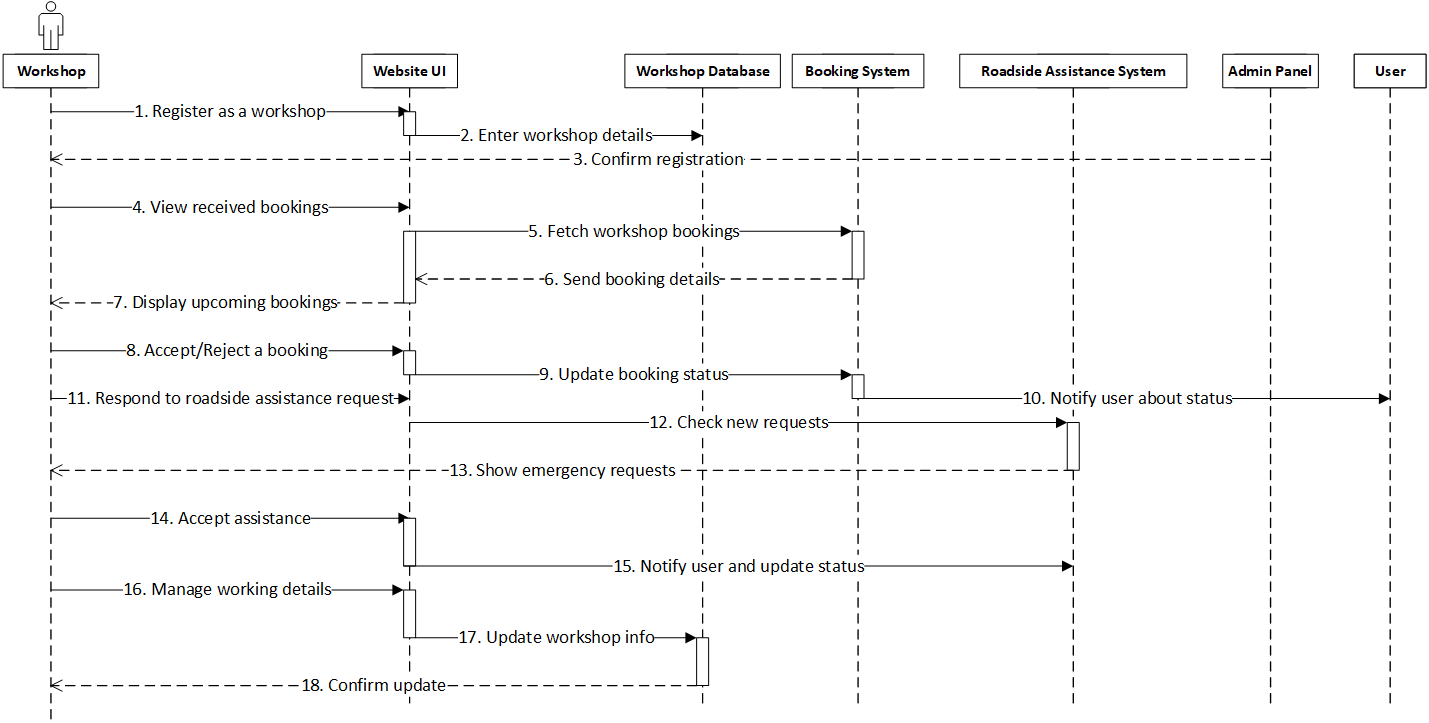 Workshop
Website UI
Workshop Database
Booking System
Roadside Assistance System
Admin Panel
User
1. Register as a workshop
2. Enter workshop details
3. Confirm registration
4. View received bookings
5. Fetch workshop bookings
6. Send booking details
7. Display upcoming bookings
8. Accept/Reject a booking
9. Update booking status
11. Respond to roadside assistance request
10. Notify user about status
12. Check new requests
13. Show emergency requests
14. Accept assistance
15. Notify user and update status
16. Manage working details
17. Update workshop info
18. Confirm update